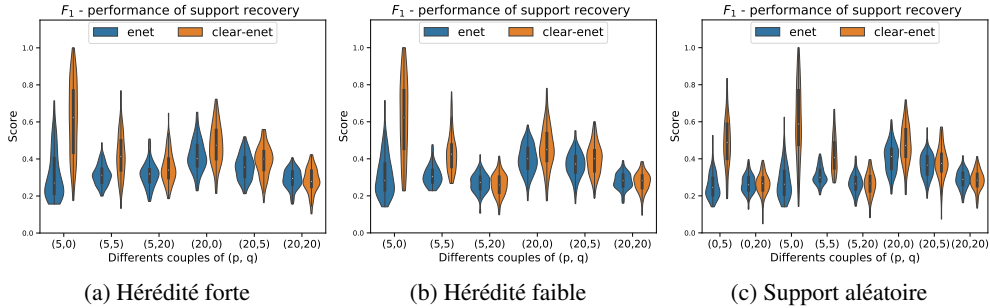 F₁ - performance of support recovery
enet clear-enet
Score
1.0
0.8
0.6
0.4
0.2
0.0
(5,0) (5,5) (5,20) (20,0) (20,5) (20,20)
Differents couples of (p, q)
(a) Hérédité forte
F₁ - performance of support recovery
enet clear-enet
Score
1.0
0.8
0.6
0.4
0.2
0.0
(5,0) (5,5) (5,20) (20,0) (20,5) (20,20)
Differents couples of (p, q)
(b) Hérédité faible
F₁ - performance of support recovery
enet clear-enet
Score
1.0
0.8
0.6
0.4
0.2
0.0
(0,5) (0,20) (5,0) (5,5) (5,20) (20,0) (20,5) (20,20)
Differents couples of (p, q)
(c) Support aléatoire